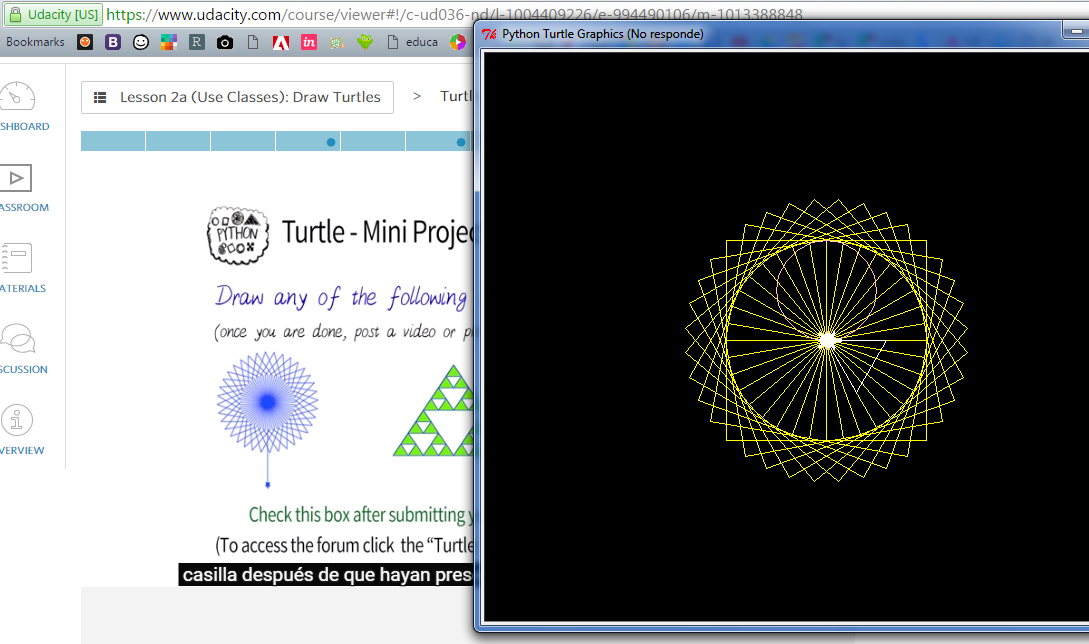 Udacity [US] https://www.udacity.com/course/viewer#!/c-ud036-nd/l-1004409226/e-994490106/m-1013388848
Bookmarks B R in educa
Python Turtle Graphics (No responde)
Lesson 2a (Use Classes): Draw Turtles > Turtl
SHBOARD
ASSROOM
ATERIALS
SCUSSION
VERVIEW
PYTHON
Turtle - Mini Projec
Draw any of the following
(once you are done, post a video or pi
Check this box after submitting y
(To access the forum click the “Turtle
casilla después de que hayan pres